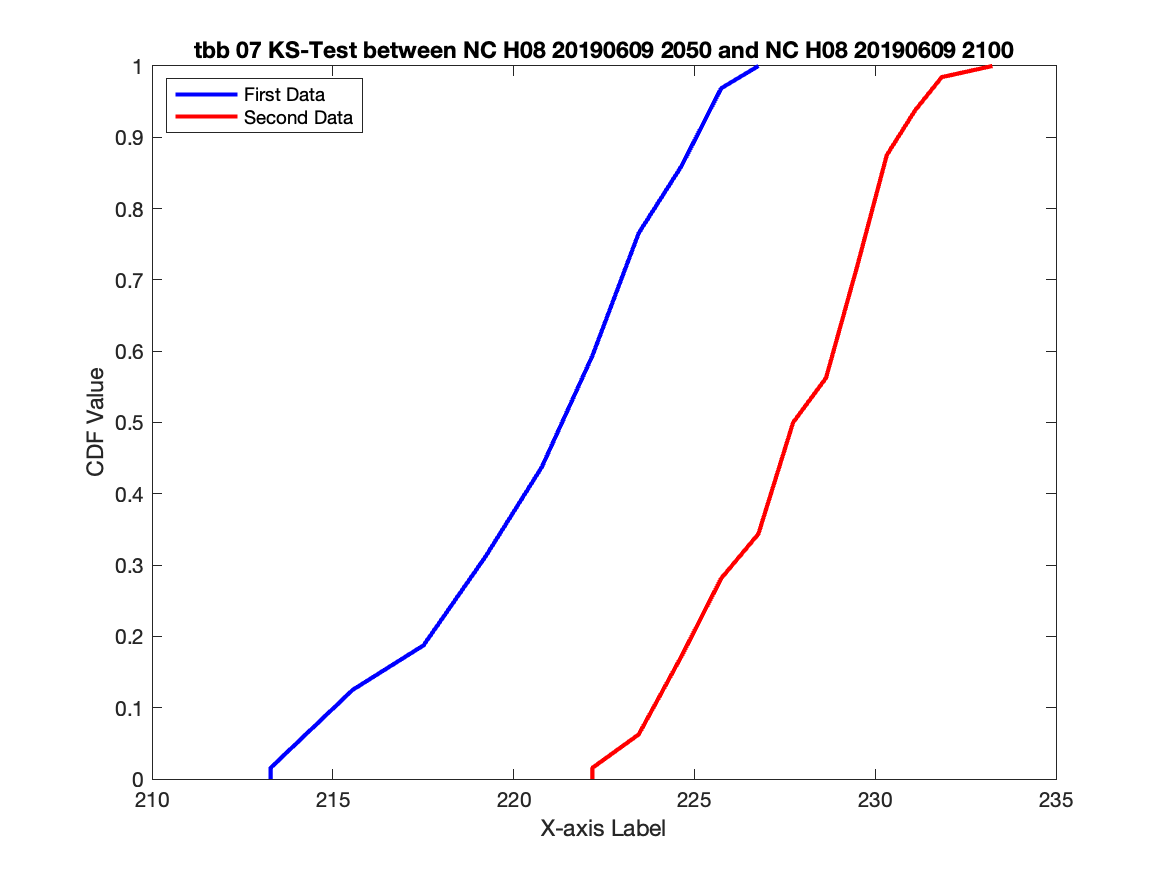 tbb 07 KS-Test between NC H08 20190609 2050 and NC H08 20190609 2100
First Data
Second Data
1
0.9
0.8
0.7
0.6
0.5
0.4
0.3
0.2
0.1
0
CDF Value
210 215 220 225 230 235
X-axis Label